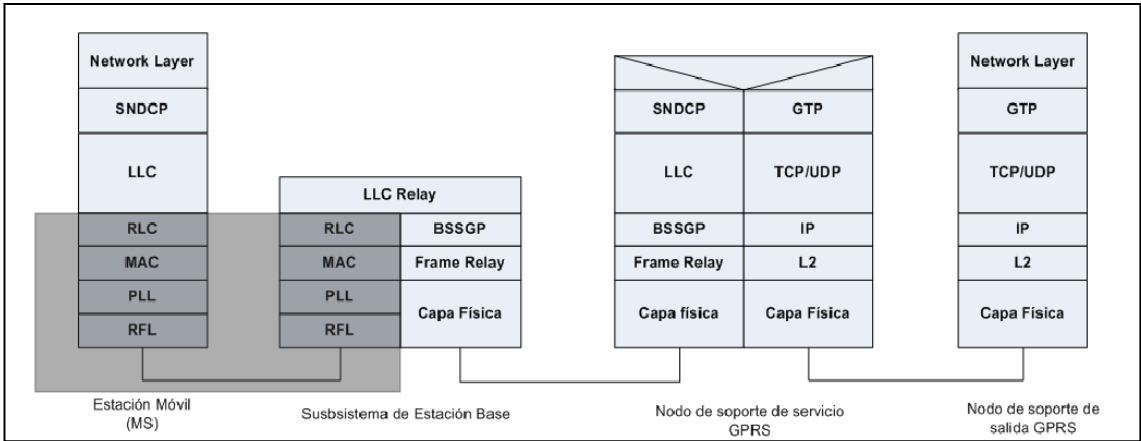 Network Layer
SNDCP
LLC
RLC
MAC
PLL
RFL
Estación Móvil
(MS)
LLC Relay
RLC
BSSGP
MAC
Frame Relay
PLL
Capa Física
RFL
Susbsistema de Estación Base
SNDCP
GTP
LLC
TCP/UDP
BSSGP
IP
Frame Relay
L2
Capa física
Capa Física
Nodo de soporte de servicio
GPRS
Network Layer
GTP
TCP/UDP
IP
L2
Capa Física
Nodo de soporte de
salida GPRS